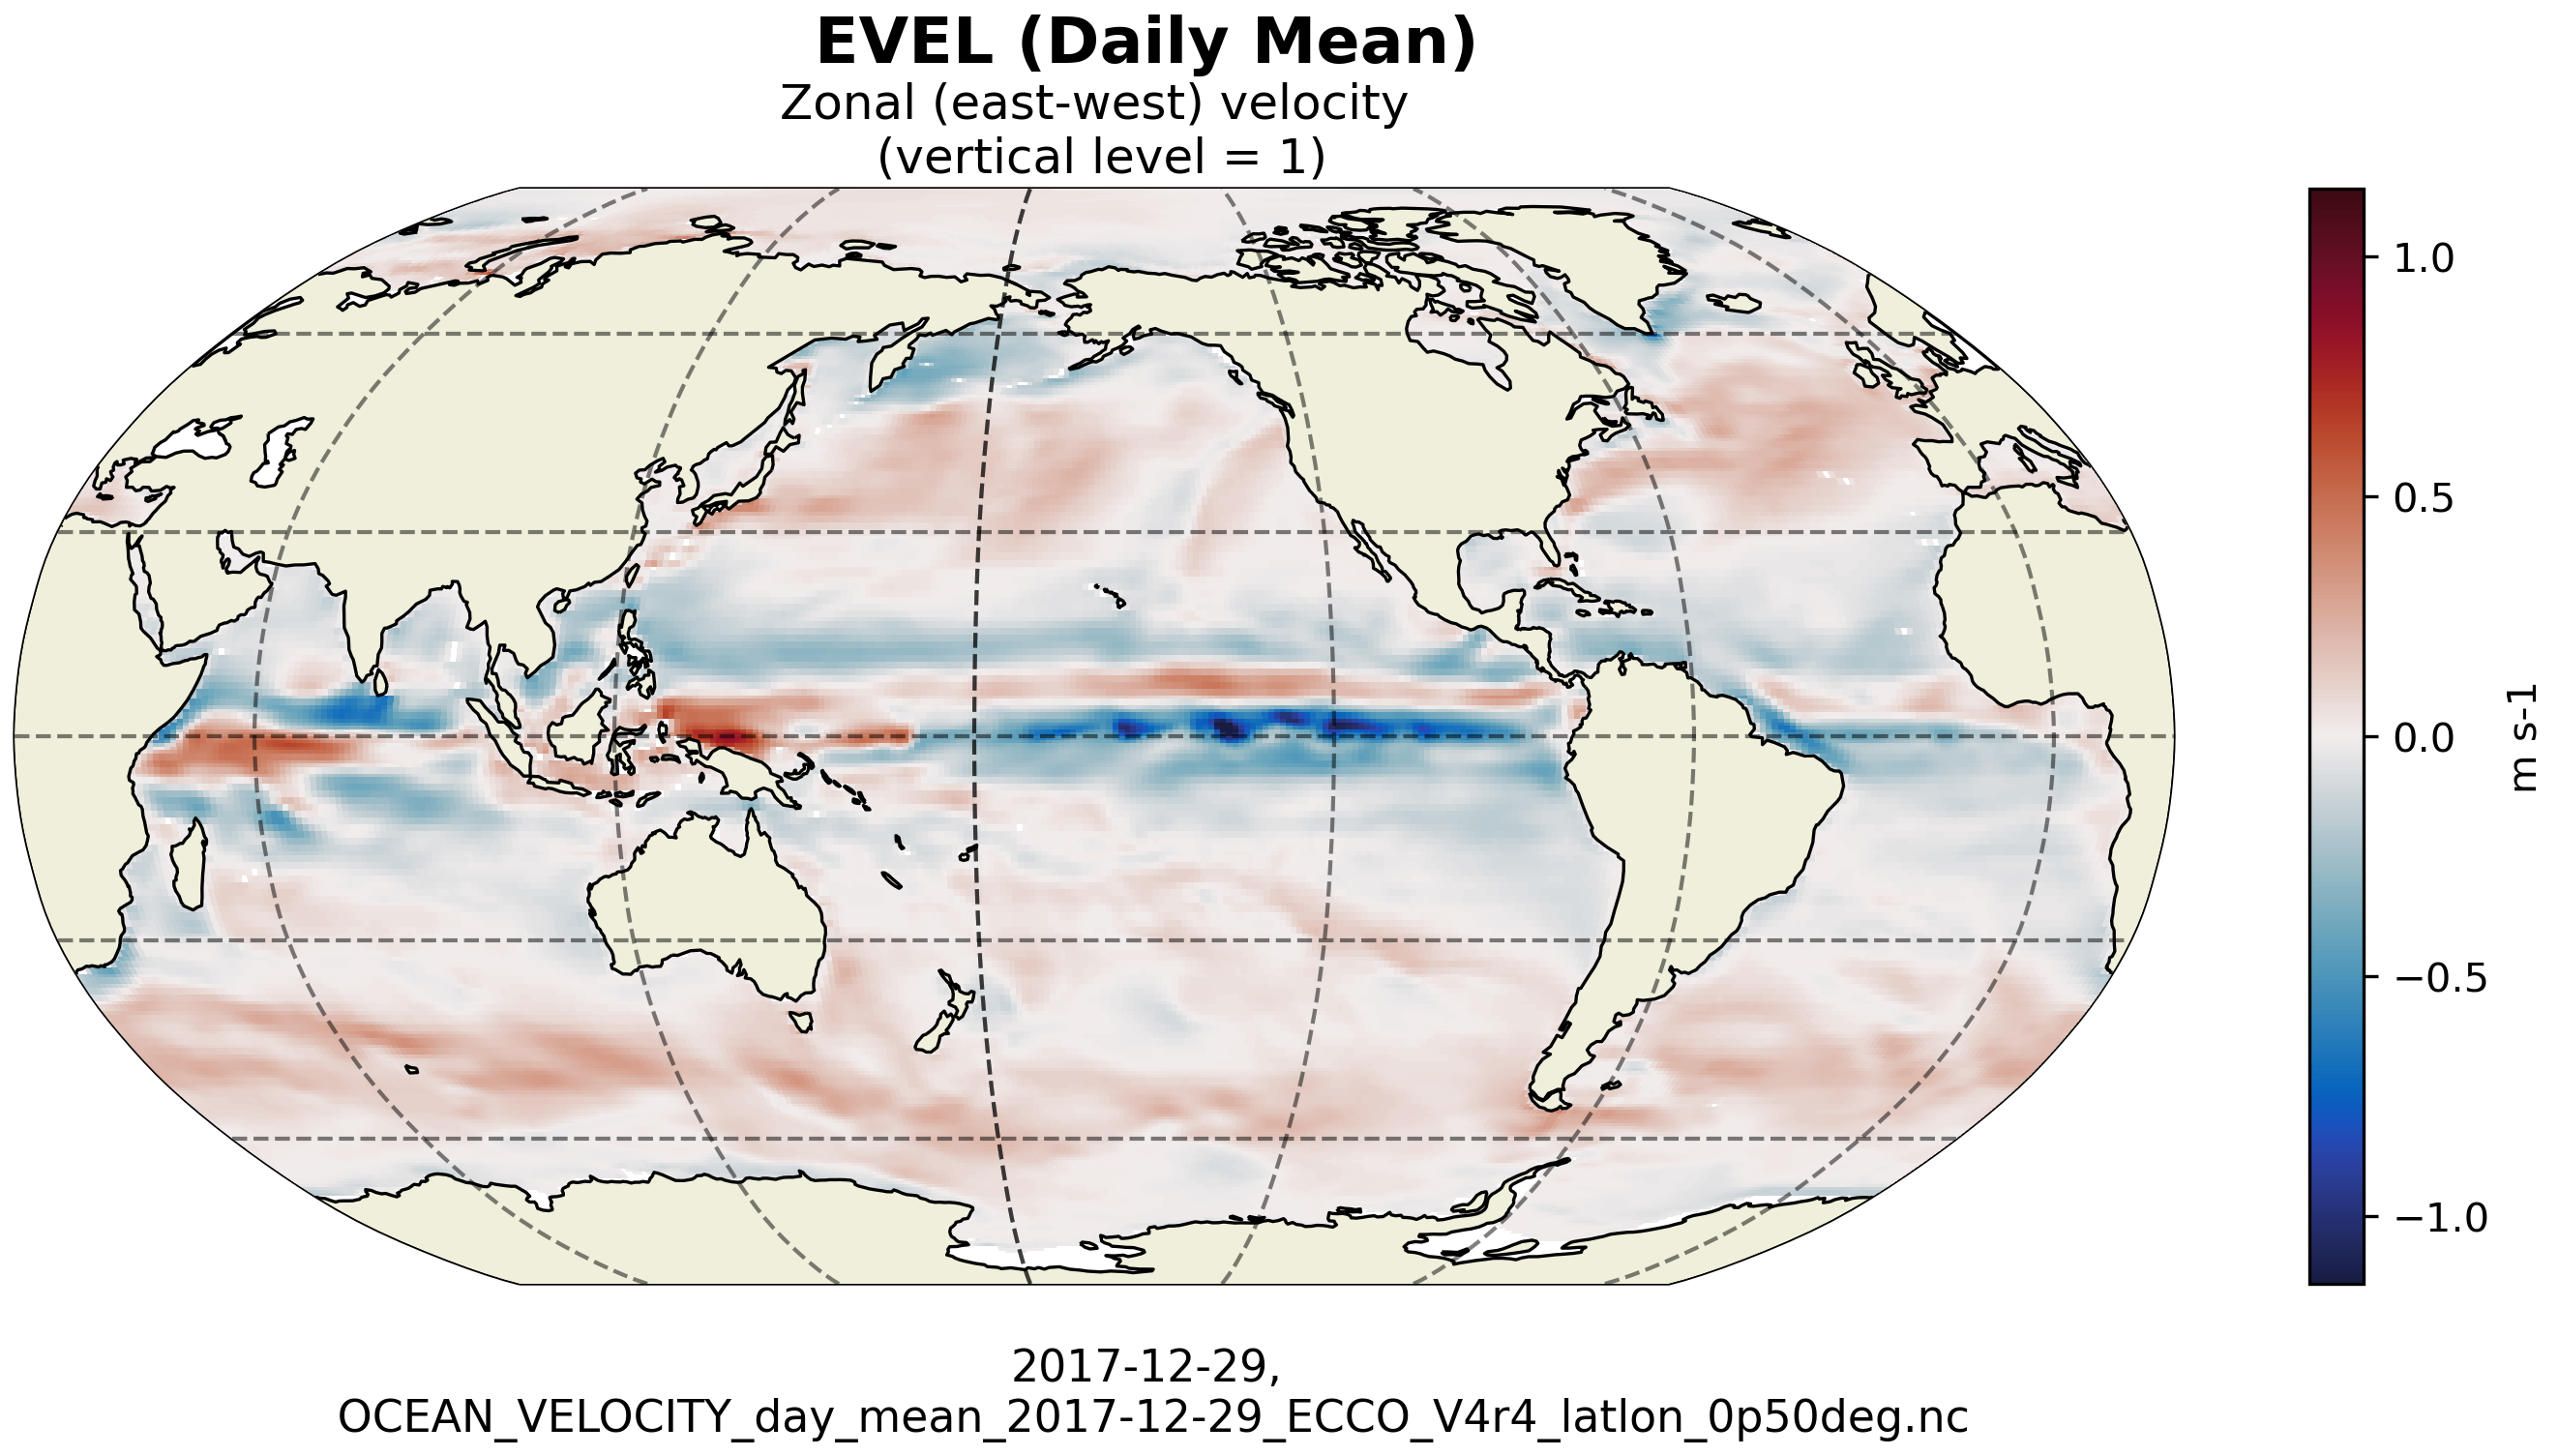 EVEL (Daily Mean)
Zonal (east-west) velocity
(vertical level = 1)
1.0
0.5
0.0
−0.5
−1.0
m s-1
2017-12-29,
OCEAN_VELOCITY_day_mean_2017-12-29_ECCO_V4r4_latlon_0p50deg.nc